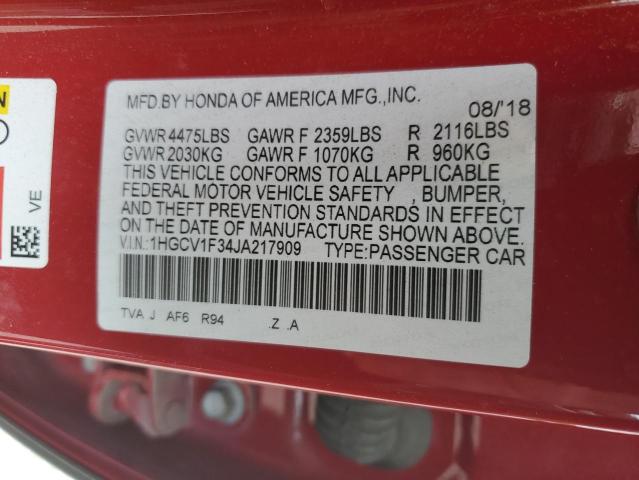 MFD.BY HONDA OF AMERICA MFG.,INC. 08/'18
GVWR 4475LBS GAWR F 2359LBS R 2116LBS
GVWR 2030KG GAWR F 1070KG R 960KG
THIS VEHICLE CONFORMS TO ALL APPLICABLE
FEDERAL MOTOR VEHICLE SAFETY , BUMPER,
AND THEFT PREVENTION STANDARDS IN EFFECT
ON THE DATE OF MANUFACTURE SHOWN ABOVE.
V.I.N.:1HGCV1F34JA217909 TYPE:PASSENGER CAR
TVA J AF6 R94 .Z .A
VE